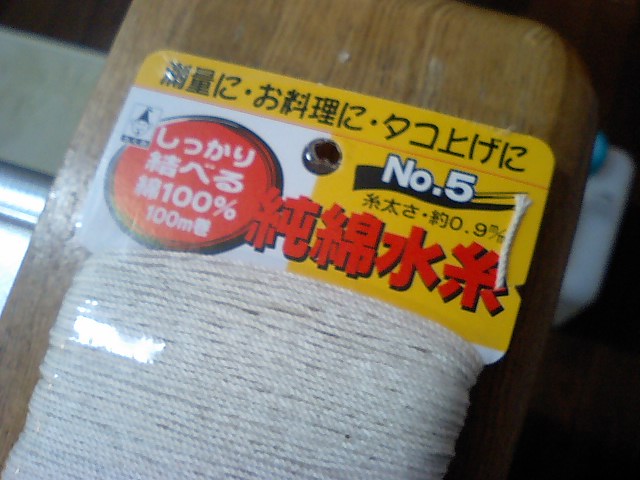 測量に・お料理に・タコ上げに
しっかり
結べる
綿100%
100m巻
No.5
糸太さ・約0.9m/m
純綿水糸